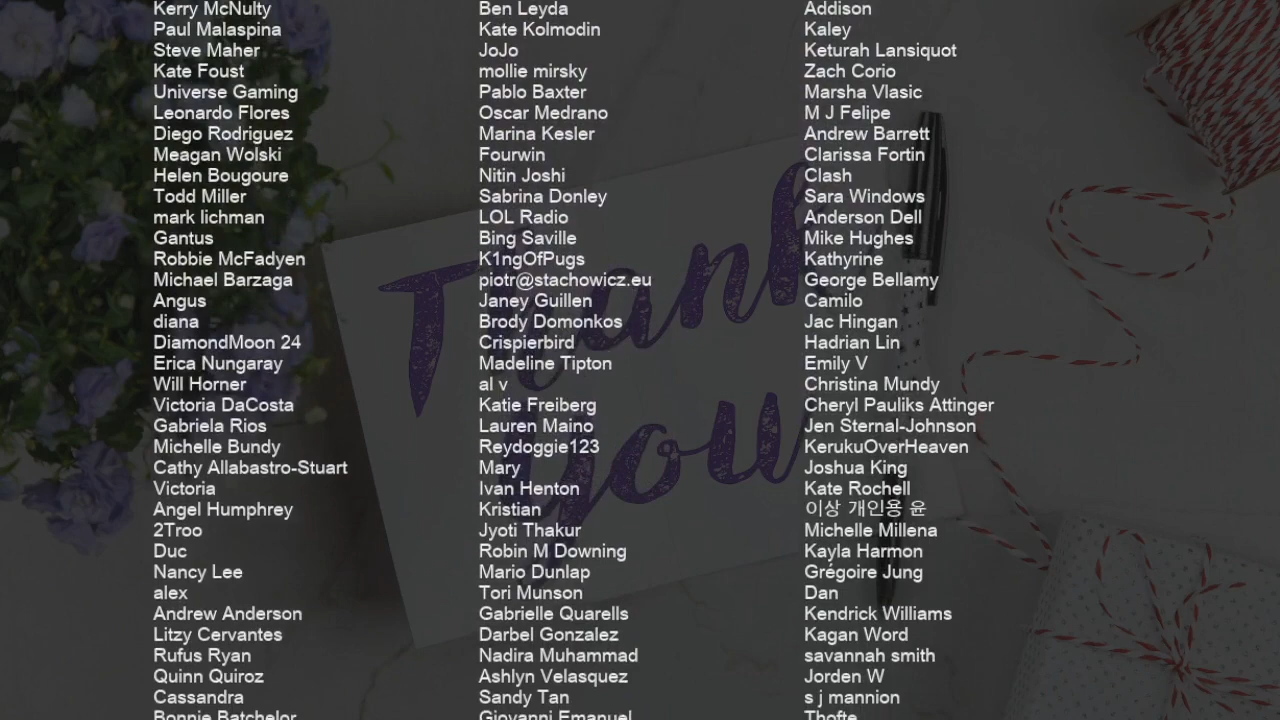 Kerry McNulty
Paul Malaspina
Steve Maher
Kate Foust
Universe Gaming
Leonardo Flores
Diego Rodriguez
Meagan Wolski
Helen Bougoure
Todd Miller
mark lichman
Gantus
Robbie McFadyen
Michael Barzaga
Angus
diana
DiamondMoon 24
Erica Nungaray
Will Horner
Victoria DaCosta
Gabriela Rios
Michelle Bundy
Cathy Allabastro-Stuart
Victoria
Angel Humphrey
2Troo
Duc
Nancy Lee
alex
Andrew Anderson
Litzy Cervantes
Rufus Ryan
Quinn Quiroz
Cassandra
Bonnie Batchelor
Ben Leyda
Kate Kolmodin
JoJo
mollie mirsky
Pablo Baxter
Oscar Medrano
Marina Kesler
Fourwin
Nitin Joshi
Sabrina Donley
LOL Radio
Bing Saville
K1ngOfPugs
piotr@stachowicz.eu
Janey Guillen
Brody Domonkos
Crispierbird
Madeline Tipton
al v
Katie Freiberg
Lauren Maino
Reydoggie123
Mary
Ivan Henton
Kristian
Jyoti Thakur
Robin M Downing
Mario Dunlap
Tori Munson
Gabrielle Quarells
Darbel Gonzalez
Nadira Muhammad
Ashlyn Velasquez
Sandy Tan
Giovanni Emanuel
Addison
Kaley
Keturah Lansiquot
Zach Corio
Marsha Vlasic
M J Felipe
Andrew Barrett
Clarissa Fortin
Clash
Sara Windows
Anderson Dell
Mike Hughes
Kathyrine
George Bellamy
Camilo
Jac Hingan
Hadrian Lin
Emily V
Christina Mundy
Cheryl Pauliks Attinger
Jen Sternal-Johnson
KerukuOverHeaven
Joshua King
Kate Rochell
이상 개인용 윤
Michelle Millena
Kayla Harmon
Grégoire Jung
Dan
Kendrick Williams
Kagan Word
savannah smith
Jorden W
s j mannion
Thofte
Thank
you